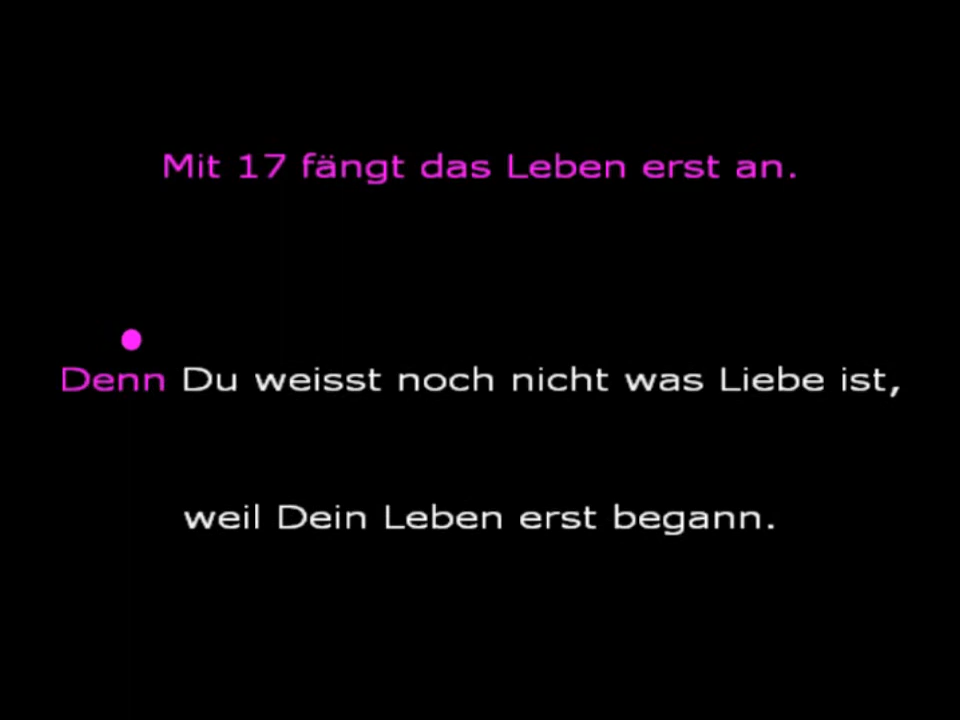 Mit 17 fängt das Leben erst an.
Denn Du weisst noch nicht was Liebe ist,
weil Dein Leben erst begann.